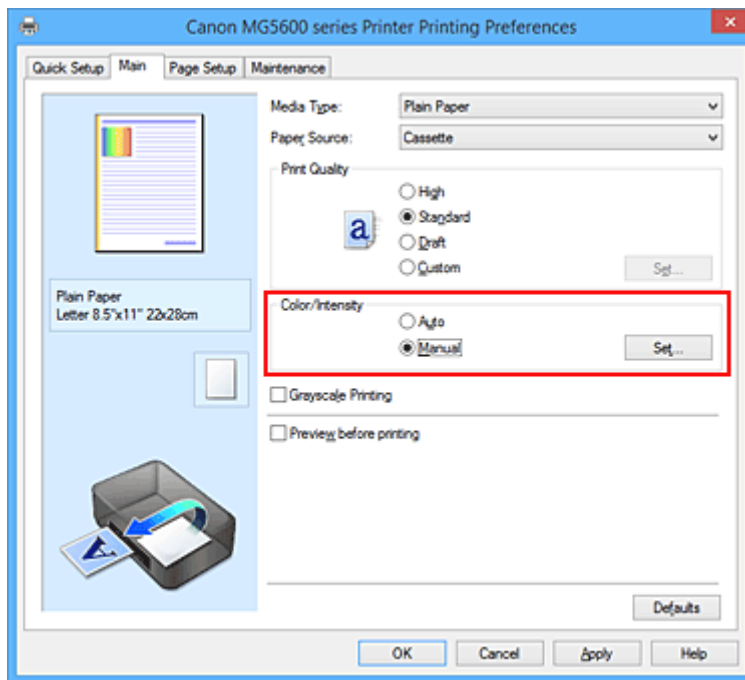 Canon MG5600 series Printer Printing Preferences
Quick Setup Main Page Setup Maintenance
Media Type: Plain Paper
Paper Source: Cassette
Print Quality
High
a Standard
Draft
Custom Set...
Plain Paper
Letter 8.5"x11" 22x28cm
Color/Intensity
Auto
Manual Set...
Grayscale Printing
Preview before printing
A
Defaults
OK Cancel Apply Help